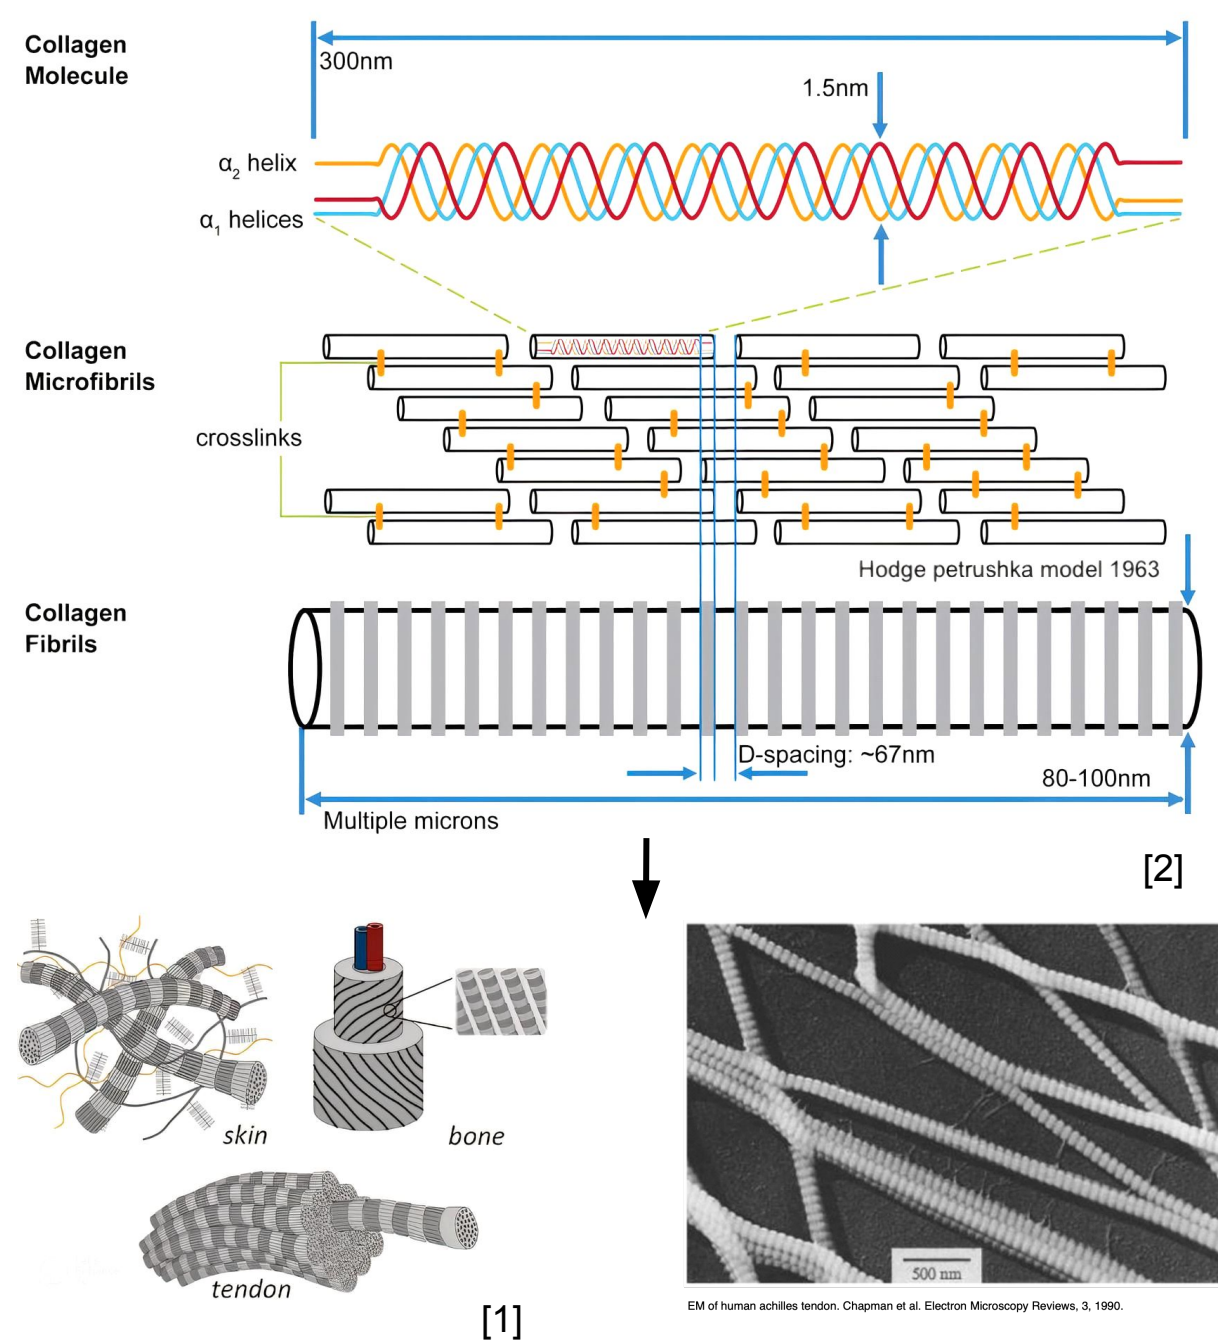 Collagen
Molecule
300nm
1.5nm
α2 helix
α1 helices
Collagen
Microfibrils
crosslinks
Hodge petrushka model 1963
Collagen
Fibrils
D-spacing: ~67nm
80-100nm
Multiple microns
[2]
skin
bone
tendon
[1]
500 nm
EM of human achilles tendon. Chapman et al. Electron Microscopy Reviews, 3, 1990.